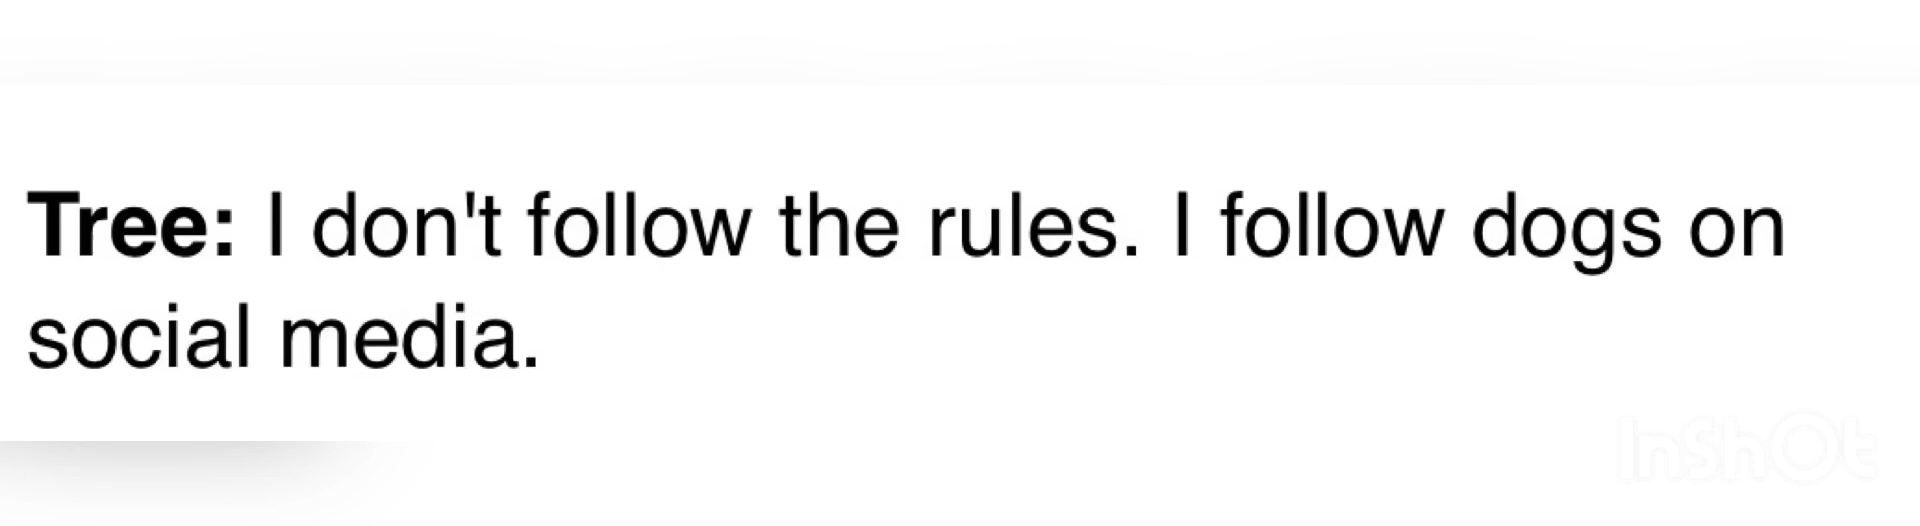 Tree: I don't follow the rules. I follow dogs on
social media.
InShOt